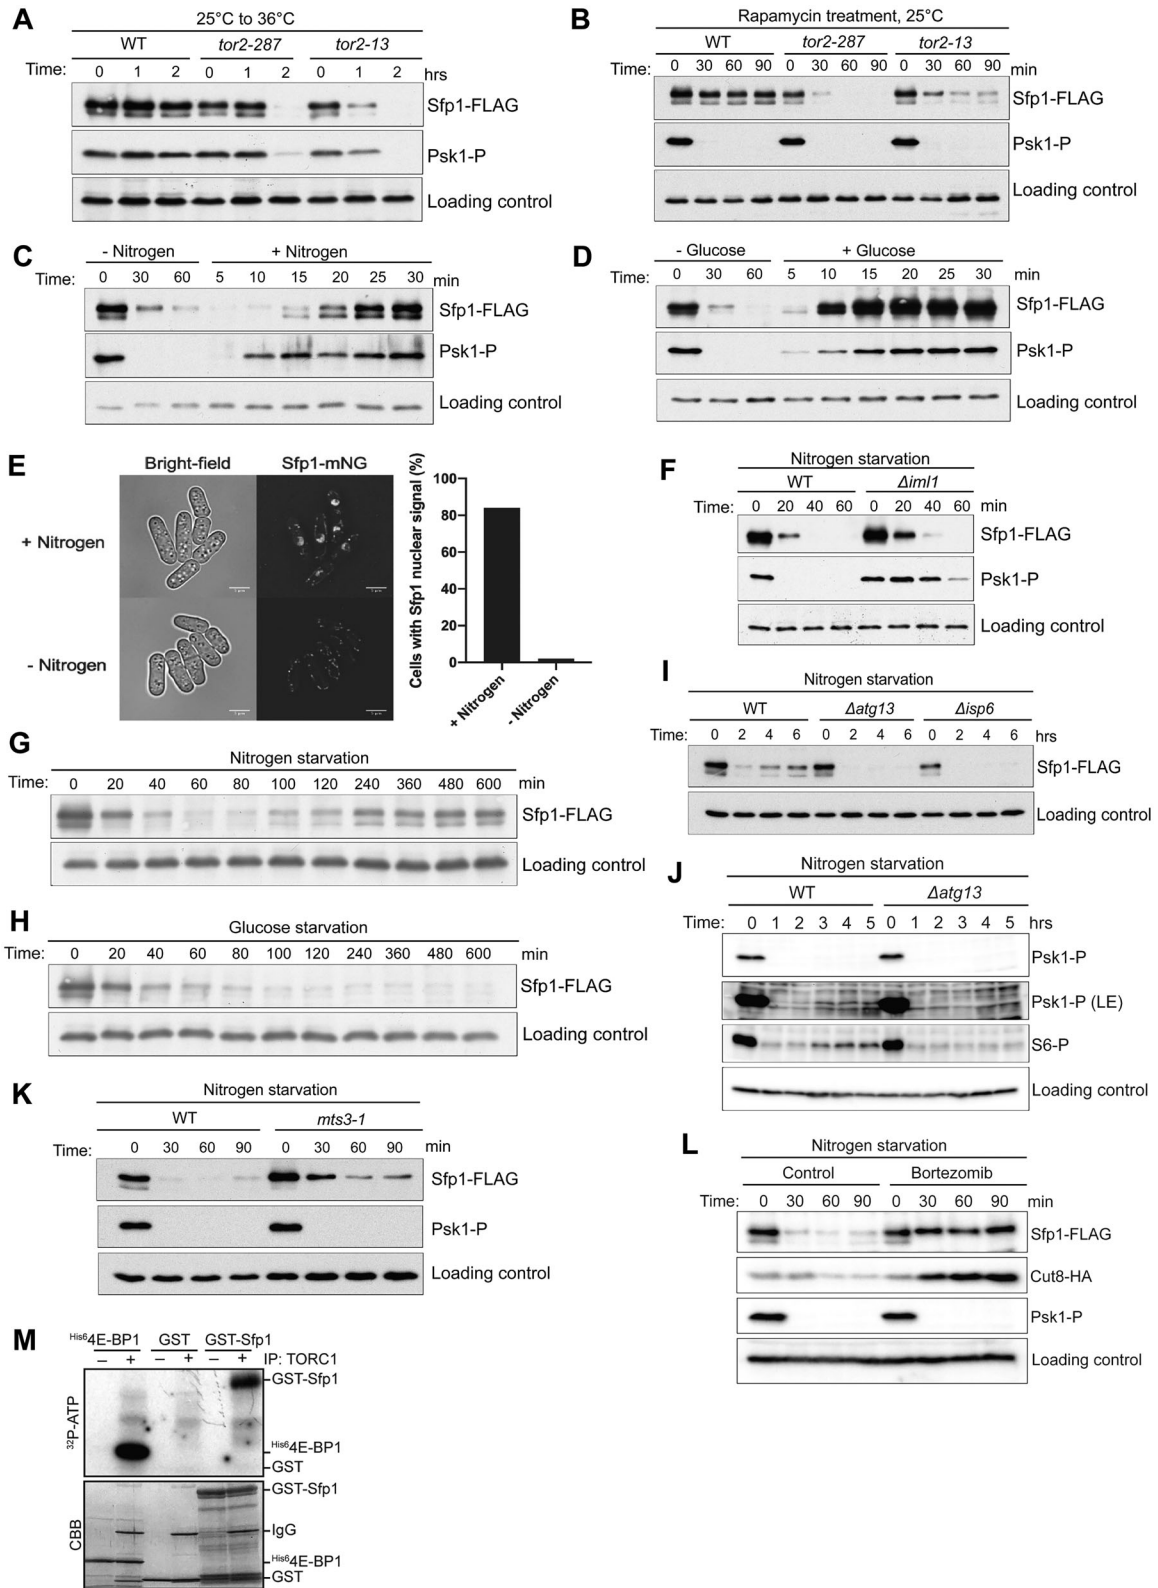 A
25°C to 36°C
WT tor2-287 tor2-13
Time: 0 1 2 0 1 2 0 1 2 hrs
Sfp1-FLAG
Psk1-P
Loading control
B
Rapamycin treatment, 25°C
WT tor2-287 tor2-13
Time: 0 30 60 90 0 30 60 90 0 30 60 90 min
Sfp1-FLAG
Psk1-P
Loading control
C
- Nitrogen + Nitrogen
Time: 0 30 60 5 10 15 20 25 30 min
Sfp1-FLAG
Psk1-P
Loading control
D
- Glucose + Glucose
Time: 0 30 60 5 10 15 20 25 30 min
Sfp1-FLAG
Psk1-P
Loading control
E
Bright-field Sfp1-mNG
+ Nitrogen
- Nitrogen
Cells with Sfp1 nuclear signal (%)
100
80
60
40
20
0
+ Nitrogen
- Nitrogen
F
Nitrogen starvation
WT Δiml1
Time: 0 20 40 60 0 20 40 60 min
Sfp1-FLAG
Psk1-P
Loading control
G
Nitrogen starvation
Time: 0 20 40 60 80 100 120 240 360 480 600 min
Sfp1-FLAG
Loading control
H
Glucose starvation
Time: 0 20 40 60 80 100 120 240 360 480 600 min
Sfp1-FLAG
Loading control
I
Nitrogen starvation
WT Δatg13 Δisp6
Time: 0 2 4 6 0 2 4 6 0 2 4 6 hrs
Sfp1-FLAG
Loading control
J
Nitrogen starvation
WT Δatg13
Time: 0 1 2 3 4 5 0 1 2 3 4 5 hrs
Psk1-P
Psk1-P (LE)
S6-P
Loading control
K
Nitrogen starvation
WT mts3-1
Time: 0 30 60 90 0 30 60 90 min
Sfp1-FLAG
Psk1-P
Loading control
L
Nitrogen starvation
Control Bortezomib
Time: 0 30 60 90 0 30 60 90 min
Sfp1-FLAG
Cut8-HA
Psk1-P
Loading control
M
His6 4E-BP1 GST GST-Sfp1
– + – + – + IP: TORC1
32P-ATP
GST-Sfp1
His6 4E-BP1
GST
CBB
GST-Sfp1
IgG
His6 4E-BP1
GST